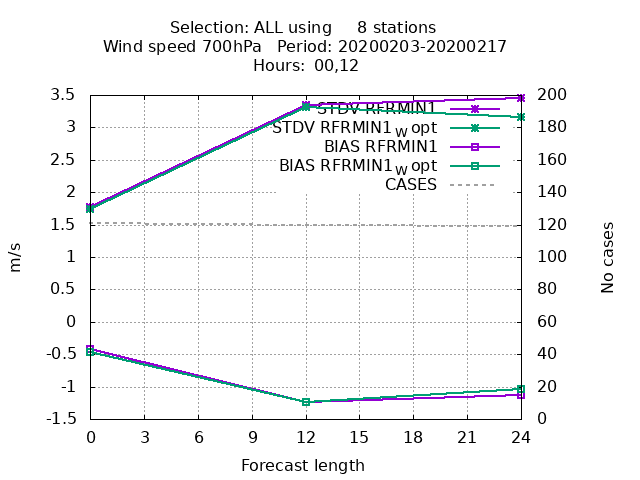 Selection: ALL using 8 stations
Wind speed 700hPa Period: 20200203-20200217
Hours: 00,12
3.5 200
STDV RFRMIN1
3 180
STDV RFRMIN1_w opt
BIAS RFRMIN1
2.5 160
BIAS RFRMIN1_w opt
CASES
2 140
1.5 120
1 100
0.5 80
0 60
-0.5 40
-1 20
-1.5 0
m/s
No cases
0 3 6 9 12 15 18 21 24
Forecast length